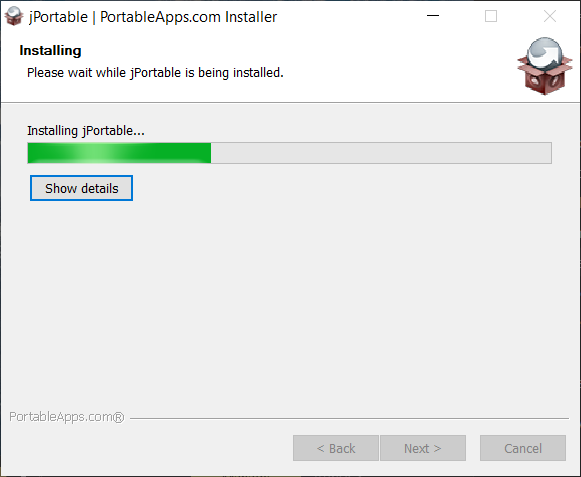 jPortable | PortableApps.com Installer
Installing
Please wait while jPortable is being installed.
Installing jPortable...
Show details
PortableApps.com®
< Back
Next >
Cancel